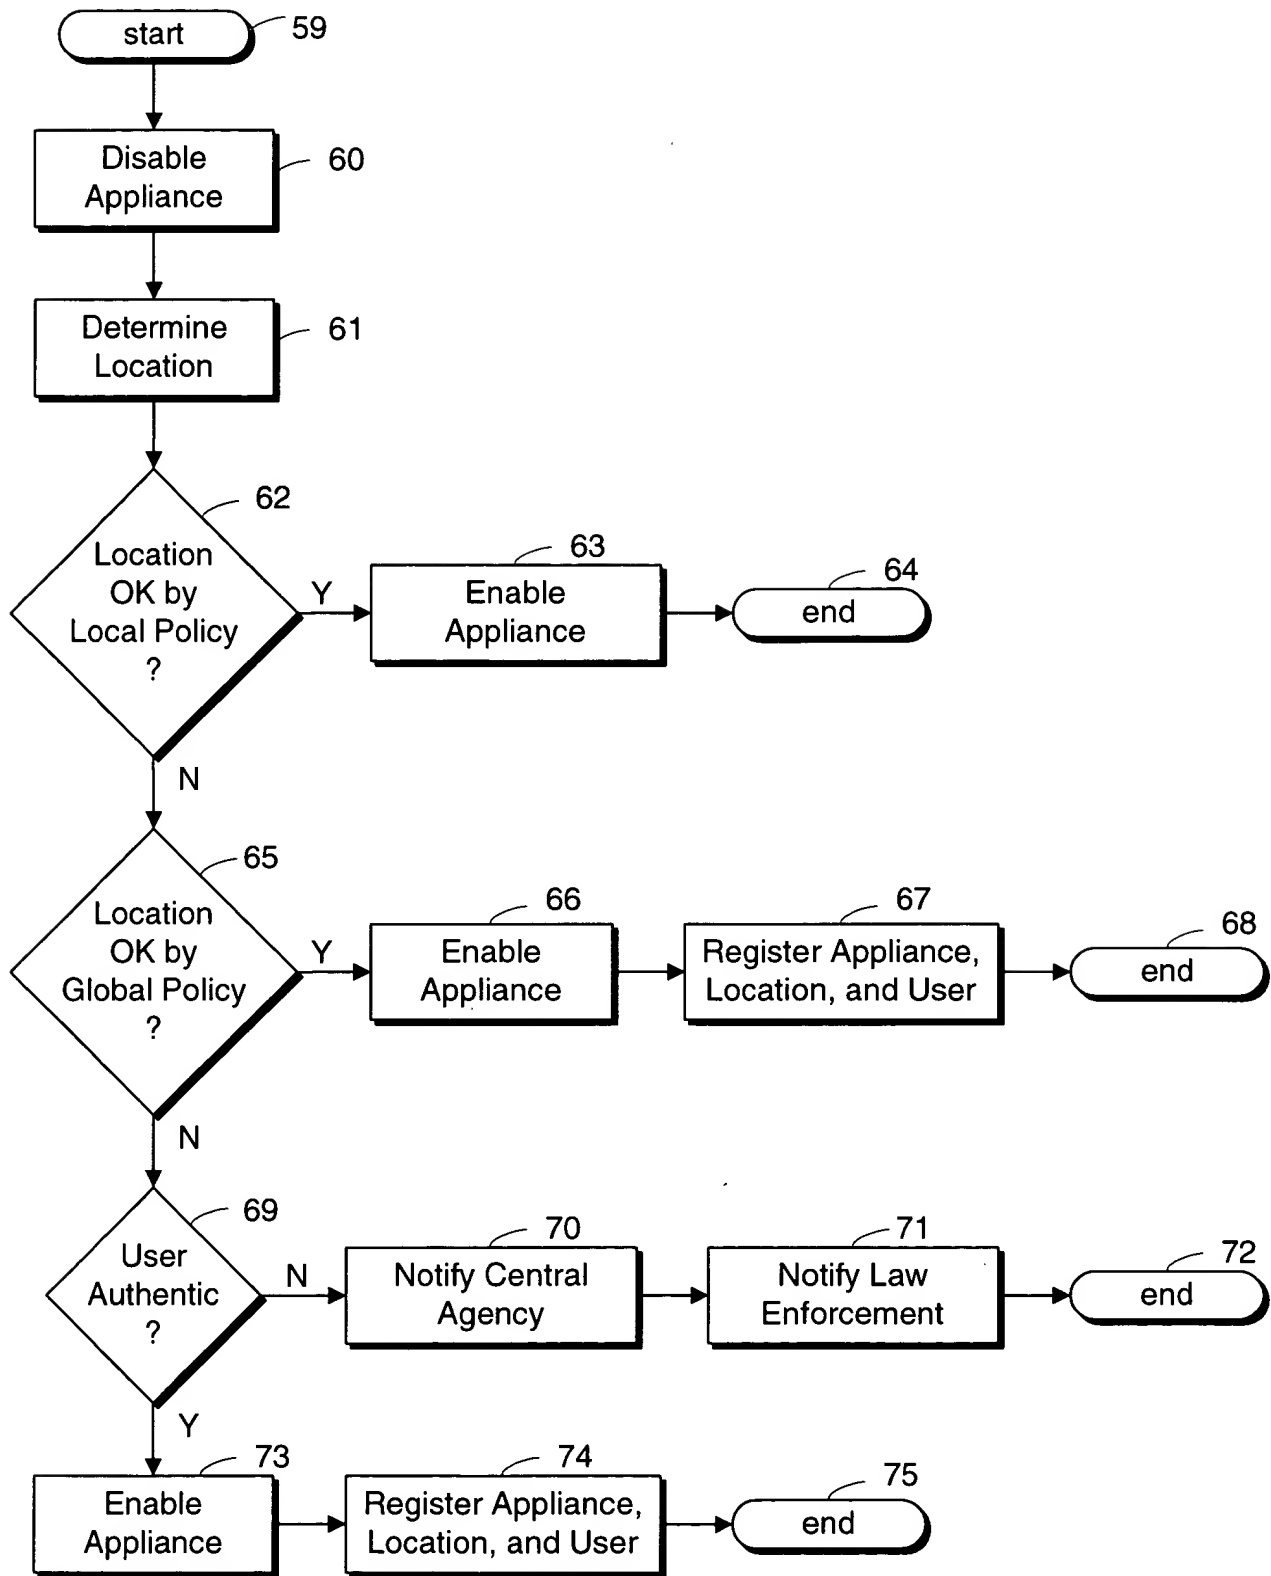 start
59
Disable
Appliance
60
Determine
Location
61
62
Location
OK by
Local Policy
?
Y
63
Enable
Appliance
64
end
N
65
Location
OK by
Global Policy
?
Y
66
Enable
Appliance
67
Register Appliance,
Location, and User
68
end
N
69
User
Authentic
?
N
70
Notify Central
Agency
71
Notify Law
Enforcement
72
end
Y
73
Enable
Appliance
74
Register Appliance,
Location, and User
75
end